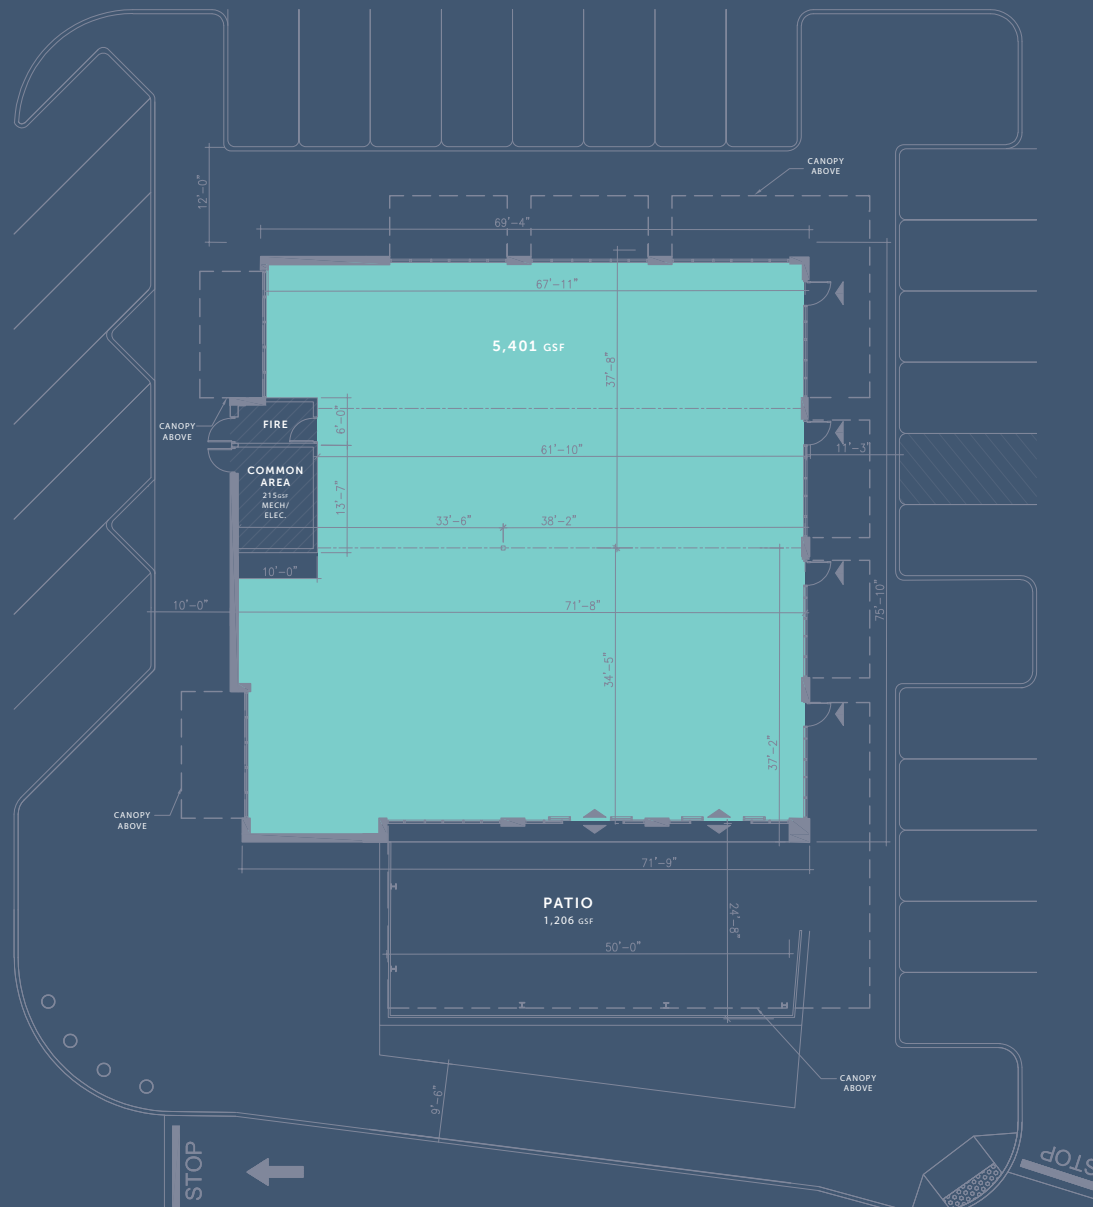 CANOPY
ABOVE
12'-0"
69'-4"
67'-11"
5,401 GSF
37'-8"
CANOPY
ABOVE
FIRE
6'-0"
61'-10"
11'-3"
COMMON
AREA
215GSF
MECH/
ELEC.
13'-7"
33'-6"
38'-2"
10'-0"
10'-0"
71'-8"
75'-10"
34'-5"
37'-2"
CANOPY
ABOVE
71'-9"
PATIO
1,206 GSF
24'-8"
50'-0"
CANOPY
ABOVE
9'-6"
STOP
STOP